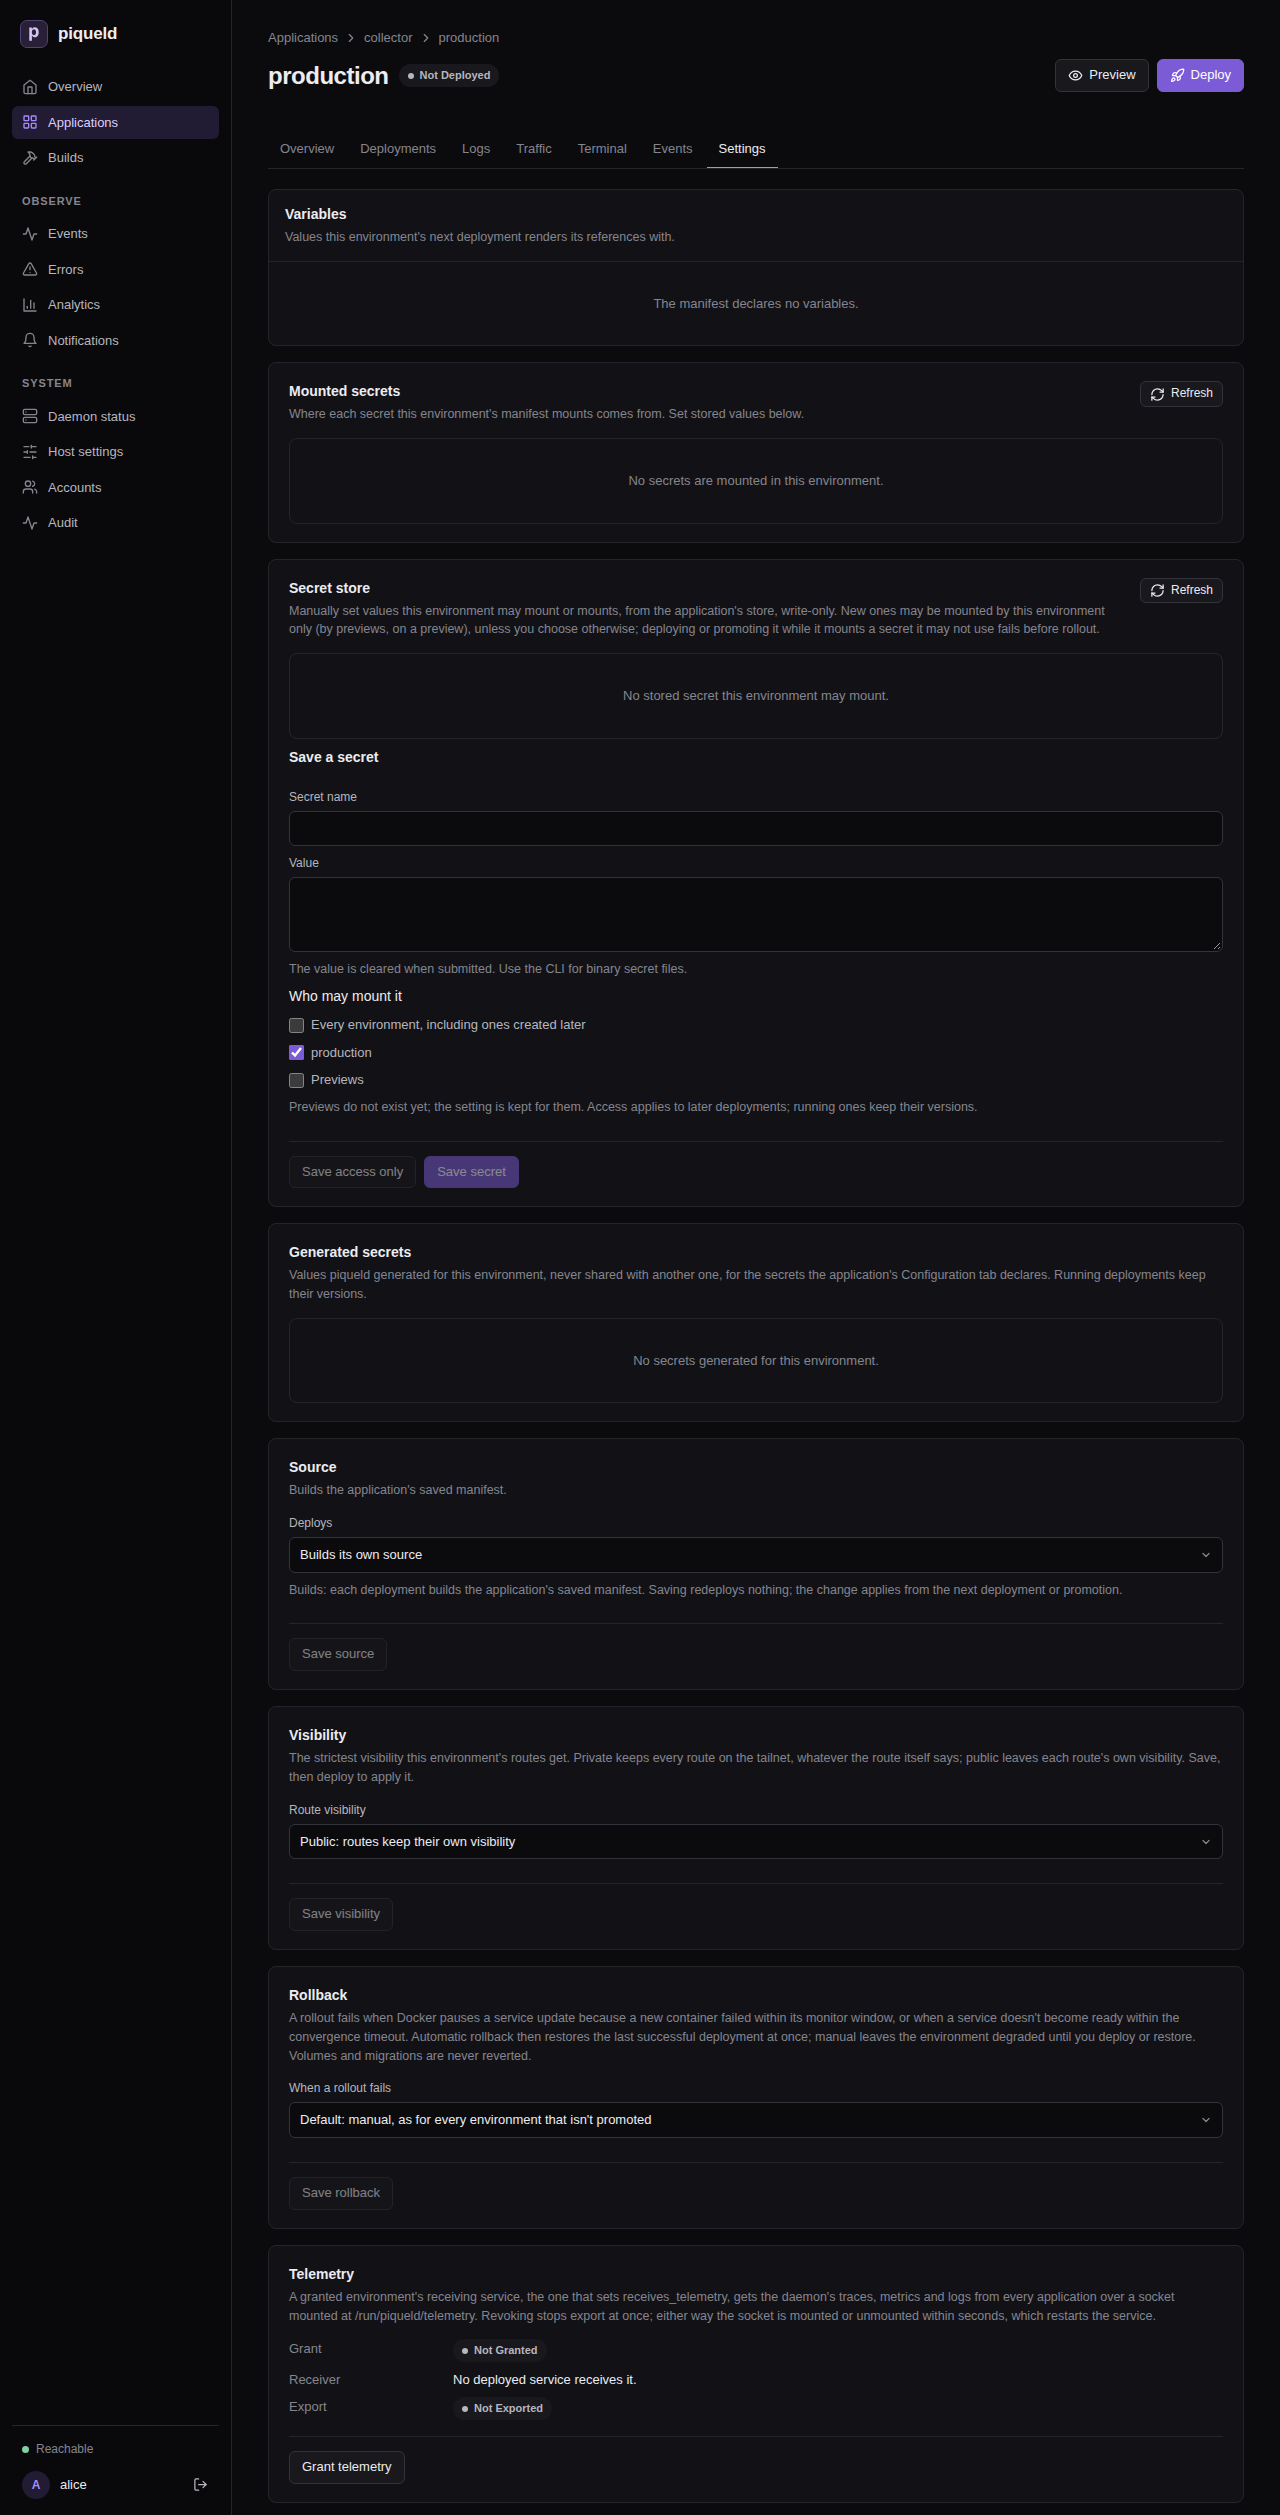 p piqueld
Overview
Applications
Builds
OBSERVE
Events
Errors
Analytics
Notifications
SYSTEM
Daemon status
Host settings
Accounts
Audit
Reachable
A alice
Applications > collector > production
production Not Deployed Preview Deploy
Overview Deployments Logs Traffic Terminal Events Settings
Variables
Values this environment's next deployment renders its references with.
The manifest declares no variables.
Mounted secrets Refresh
Where each secret this environment's manifest mounts comes from. Set stored values below.
No secrets are mounted in this environment.
Secret store Refresh
Manually set values this environment may mount or mounts, from the application's store, write-only. New ones may be mounted by this environment
only (by previews, on a preview), unless you choose otherwise; deploying or promoting it while it mounts a secret it may not use fails before rollout.
No stored secret this environment may mount.
Save a secret
Secret name
Value
The value is cleared when submitted. Use the CLI for binary secret files.
Who may mount it
Every environment, including ones created later
production
Previews
Previews do not exist yet; the setting is kept for them. Access applies to later deployments; running ones keep their versions.
Save access only Save secret
Generated secrets
Values piqueld generated for this environment, never shared with another one, for the secrets the application's Configuration tab declares. Running deployments keep
their versions.
No secrets generated for this environment.
Source
Builds the application's saved manifest.
Deploys
Builds its own source
Builds: each deployment builds the application's saved manifest. Saving redeploys nothing; the change applies from the next deployment or promotion.
Save source
Visibility
The strictest visibility this environment's routes get. Private keeps every route on the tailnet, whatever the route itself says; public leaves each route's own visibility. Save,
then deploy to apply it.
Route visibility
Public: routes keep their own visibility
Save visibility
Rollback
A rollout fails when Docker pauses a service update because a new container failed within its monitor window, or when a service doesn't become ready within the
convergence timeout. Automatic rollback then restores the last successful deployment at once; manual leaves the environment degraded until you deploy or restore.
Volumes and migrations are never reverted.
When a rollout fails
Default: manual, as for every environment that isn't promoted
Save rollback
Telemetry
A granted environment's receiving service, the one that sets receives_telemetry, gets the daemon's traces, metrics and logs from every application over a socket
mounted at /run/piqueld/telemetry. Revoking stops export at once; either way the socket is mounted or unmounted within seconds, which restarts the service.
Grant Not Granted
Receiver No deployed service receives it.
Export Not Exported
Grant telemetry